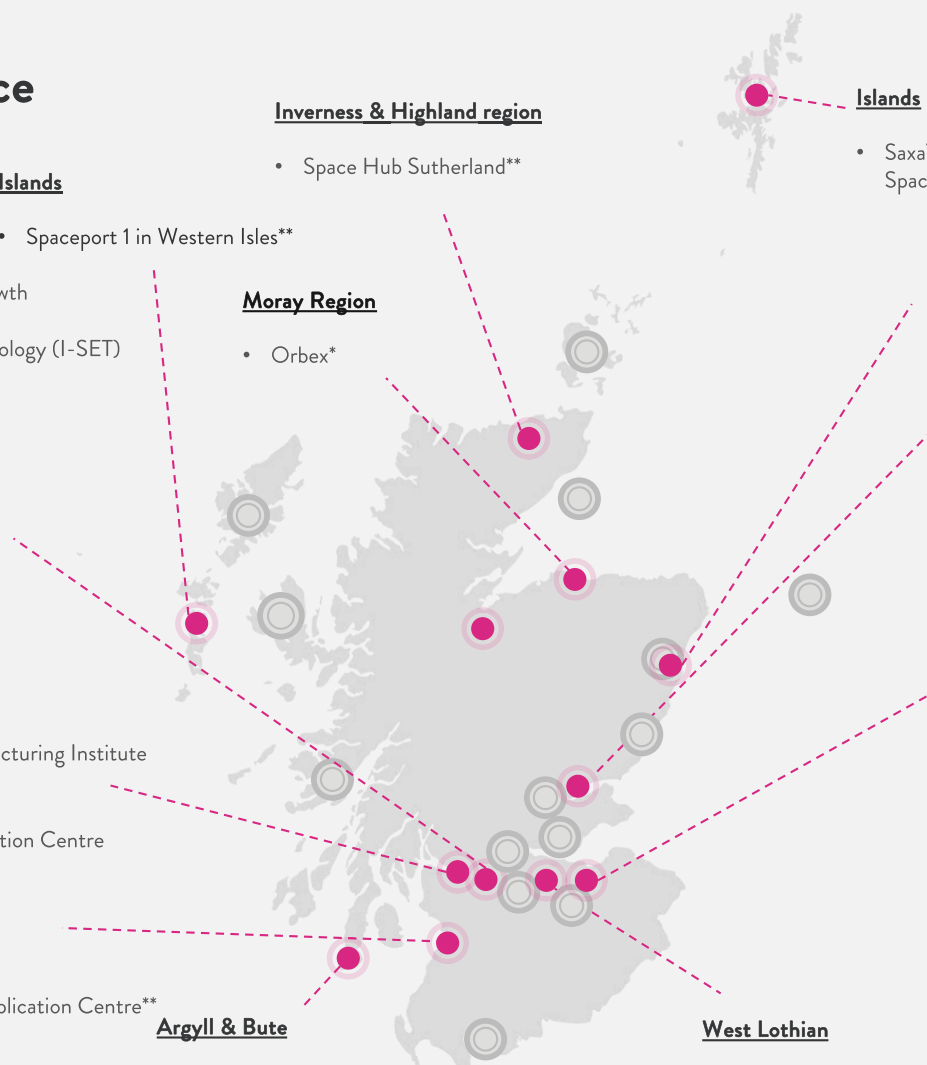 ce
Inverness & Highland region
• Space Hub Sutherland**
Islands
•
Islands
• Spaceport 1 in Western Isles**
wth
ology (I-SET)
Moray Region
• Orbex*
cturing Institute
tion Centre
plication Centre**
Argyll & Bute
West Lothian